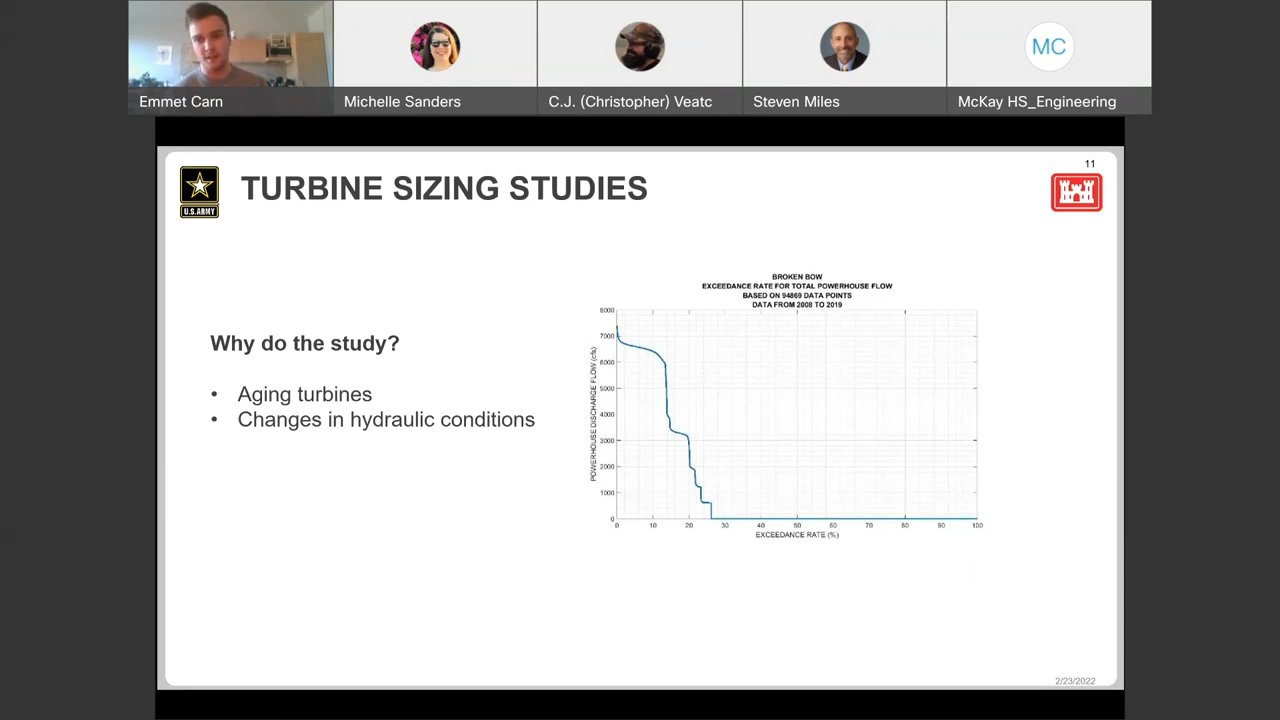 Emmet Carn
Michelle Sanders
C.J. (Christopher) Veatc
Steven Miles
MC
McKay HS_Engineering
11
U.S.ARMY
TURBINE SIZING STUDIES
Why do the study?
• Aging turbines
• Changes in hydraulic conditions
BROKEN BOW
EXCEEDANCE RATE FOR TOTAL POWERHOUSE FLOW
BASED ON 94869 DATA POINTS
DATA FROM 2008 TO 2019
POWERHOUSE DISCHARGE FLOW (cfs)
8000
7000
6000
5000
4000
3000
2000
1000
0
0 10 20 30 40 50 60 70 80 90 100
EXCEEDANCE RATE (%)
2/23/2022